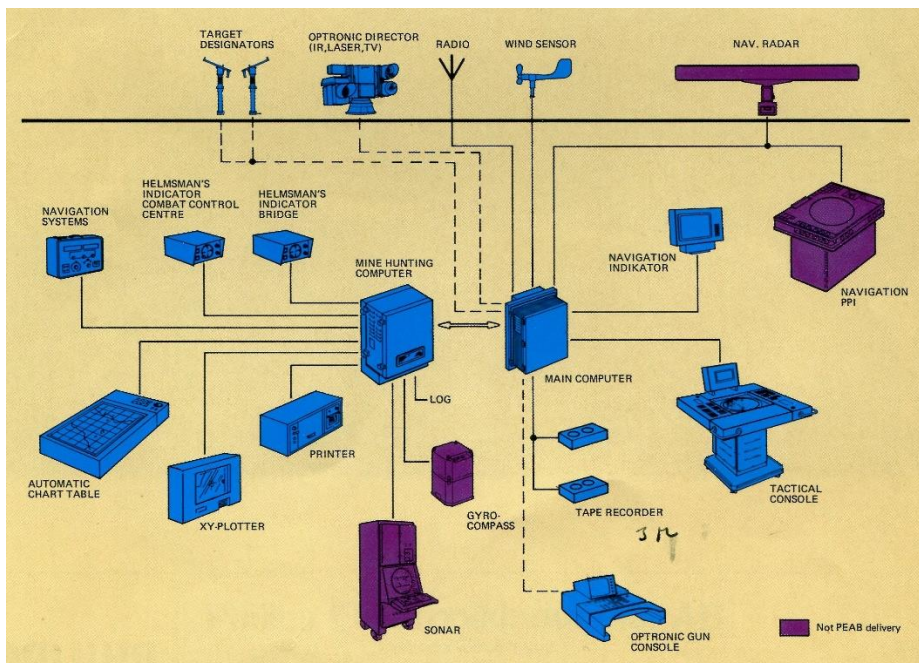 TARGET
DESIGNATORS
OPTRONIC DIRECTOR
(IR,LASER,TV)
RADIO
WIND SENSOR
NAV. RADAR
HELMSMAN'S
INDICATOR
COMBAT CONTROL
CENTRE
HELMSMAN'S
INDICATOR
BRIDGE
NAVIGATION
SYSTEMS
MINE HUNTING
COMPUTER
NAVIGATION
INDIKATOR
NAVIGATION
PPI
MAIN COMPUTER
LOG
PRINTER
AUTOMATIC
CHART TABLE
XY-PLOTTER
GYRO-
COMPASS
TAPE RECORDER
TACTICAL
CONSOLE
SONAR
OPTRONIC GUN
CONSOLE
Not PEAB delivery